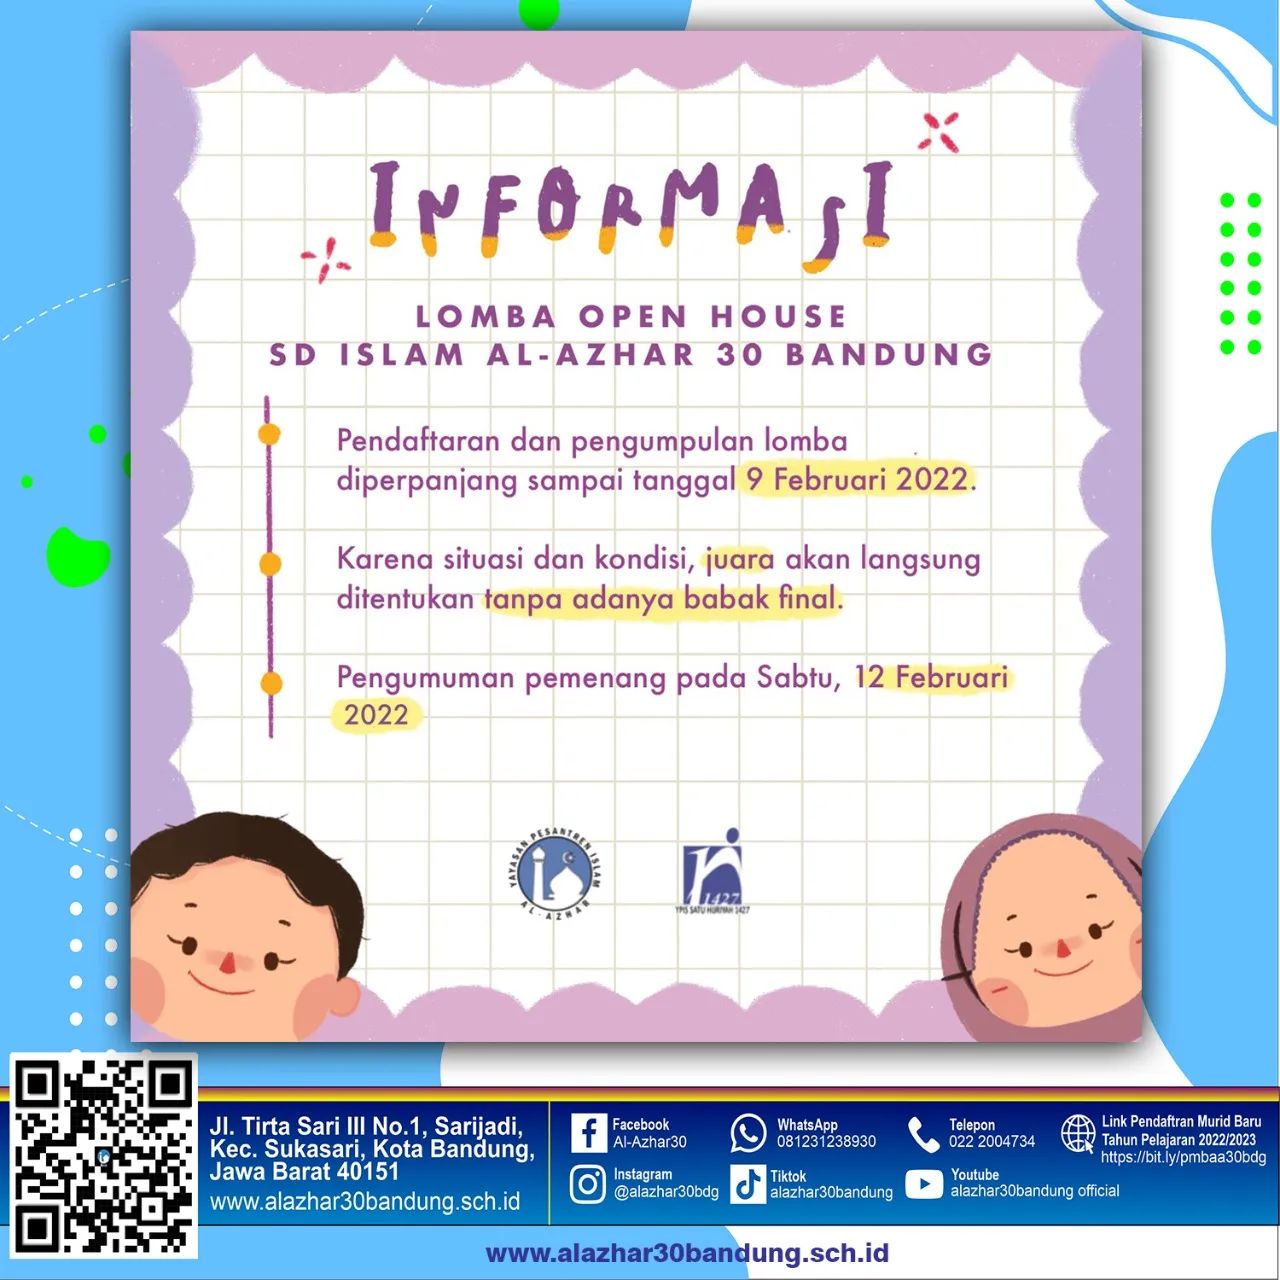 INFORMASI
LOMBA OPEN HOUSE
SD ISLAM AL-AZHAR 30 BANDUNG
Pendaftaran dan pengumpulan lomba
diperpanjang sampai tanggal 9 Februari 2022.
Karena situasi dan kondisi, juara akan langsung
ditentukan tanpa adanya babak final.
Pengumuman pemenang pada Sabtu, 12 Februari
2022
YAYASAN PESANTREN ISLAM
AL-AZHAR
1427
YPIS SATU HIJRIYAH 1427
Jl. Tirta Sari III No.1, Sarijadi,
Kec. Sukasari, Kota Bandung,
Jawa Barat 40151
www.alazhar30bandung.sch.id
Facebook
Al-Azhar30
Instagram
@alazhar30bdg
WhatsApp
081231238930
Tiktok
alazhar30bandung
Telepon
022 2004734
Youtube
alazhar30bandung official
Link Pendaftran Murid Baru
Tahun Pelajaran 2022/2023
https://bit.ly/pmbaa30bdg
www.alazhar30bandung.sch.id